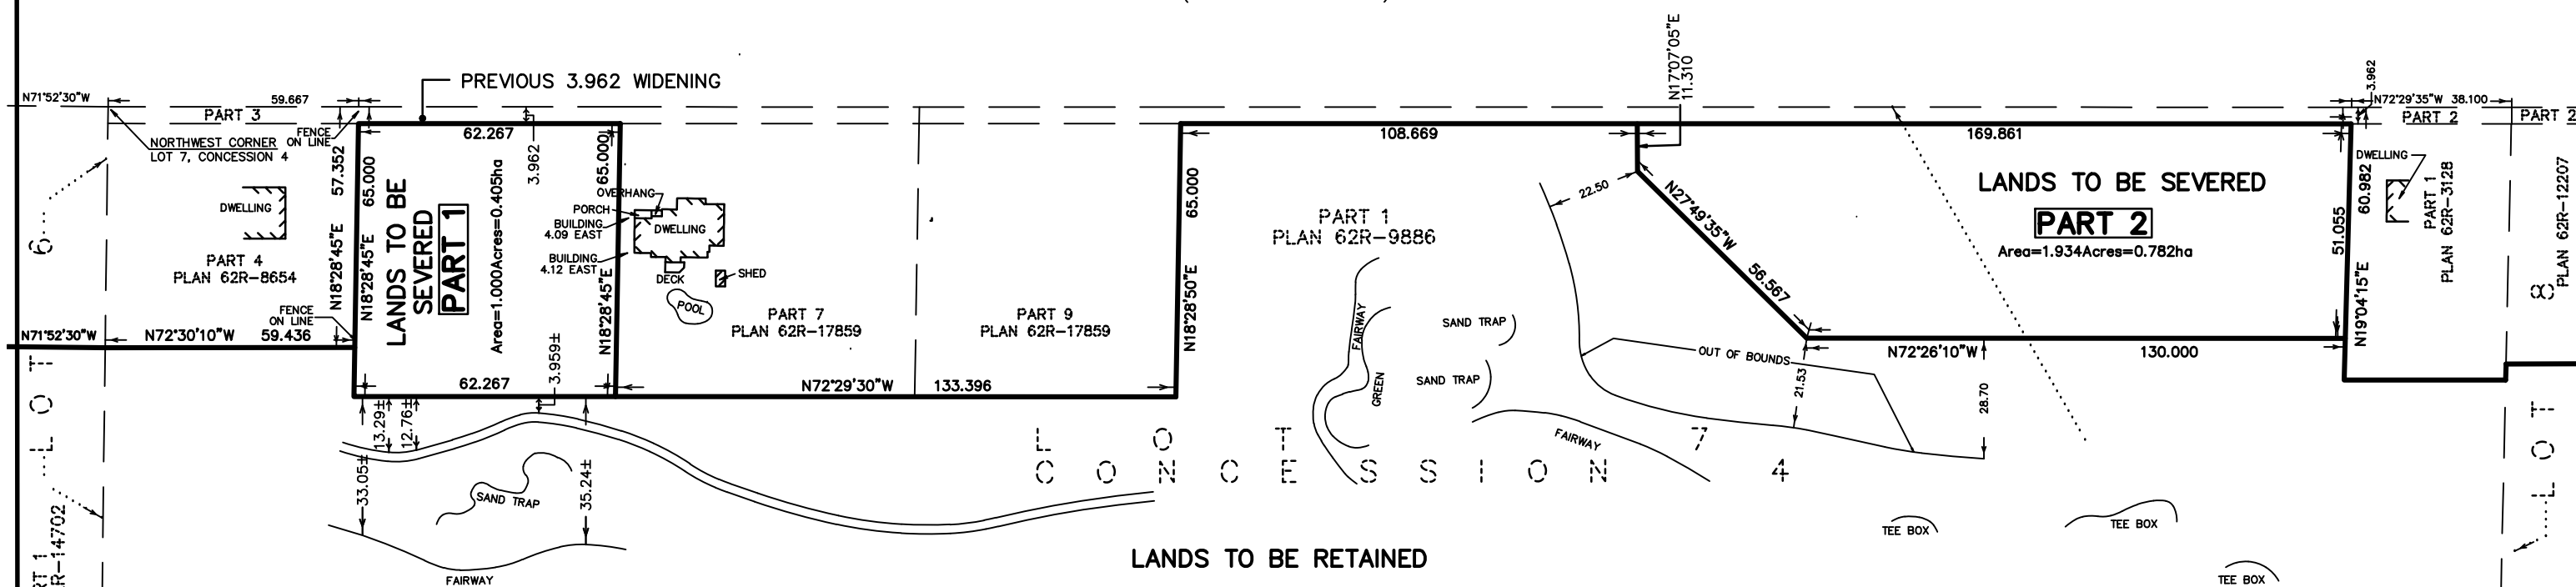 N17°07'05"E
11.310
PREVIOUS 3.962 WIDENING
N71°52'30"W
59.667
PART 3
NORTHWEST CORNER
LOT 7, CONCESSION 4
FENCE
ON LINE
62.267
3.962
108.669
169.861
3.962
N72°29'35"W 38.100
PART 2
PART 2
57.352
N18°28'45"E
65.000
N18°28'45"E
LANDS TO BE
SEVERED
PART 1
Area=1.000Acres=0.405ha
65.000
N18°28'45"E
DWELLING
PART 4
PLAN 62R-8654
FENCE
ON LINE
6
OVERHANG
PORCH
BUILDING
4.09 EAST
DWELLING
BUILDING
4.12 EAST
DECK
SHED
POOL
PART 7
PLAN 62R-17859
PART 9
PLAN 62R-17859
65.000
N18°28'50"E
PART 1
PLAN 62R-9886
22.50
N27°49'35"W
56.567
LANDS TO BE SEVERED
PART 2
Area=1.934Acres=0.782ha
51.055
60.982
N19°04'15"E
DWELLING
PART 1
PLAN 62R-3128
PLAN 62R-12207
8
N71°52'30"W
N72°30'10"W
59.436
FAIRWAY
GREEN
SAND TRAP
SAND TRAP
OUT OF BOUNDS
21.53
N72°26'10"W
130.000
28.70
62.267
3.959±
N72°29'30"W
133.396
13.29±
12.76±
33.05±
35.24±
SAND TRAP
FAIRWAY
LOT
LOT 7
CONCESSION 4
FAIRWAY
LOT
TEE BOX
TEE BOX
TEE BOX
LANDS TO BE RETAINED
R-14702